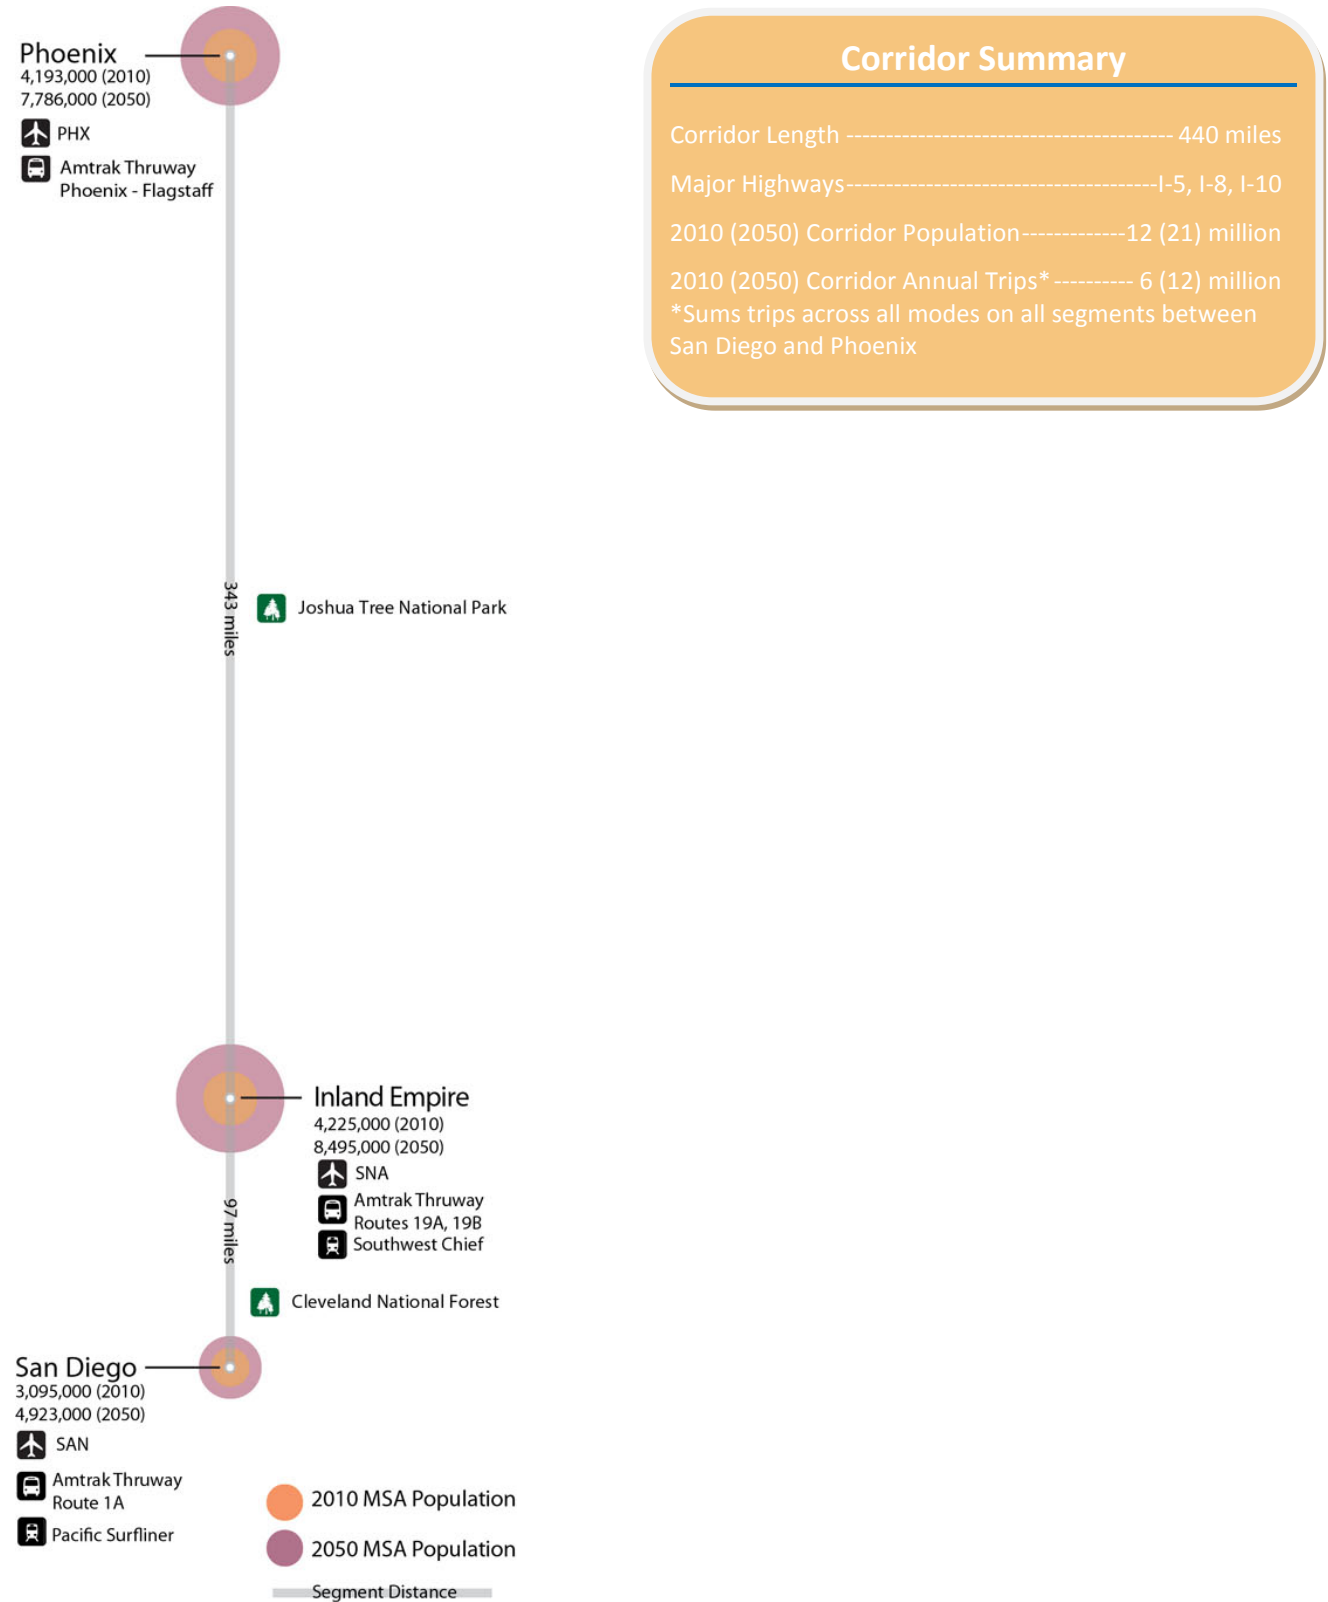 Phoenix
4,193,000 (2010)
7,786,000 (2050)
PHX
Amtrak Thruway
Phoenix - Flagstaff
Corridor Summary
Corridor Length ----------------------------------------- 440 miles
Major Highways---------------------------------------I-5, I-8, I-10
2010 (2050) Corridor Population-------------12 (21) million
2010 (2050) Corridor Annual Trips* ---------- 6 (12) million
*Sums trips across all modes on all segments between
San Diego and Phoenix
343 miles
Joshua Tree National Park
Inland Empire
4,225,000 (2010)
8,495,000 (2050)
SNA
Amtrak Thruway
Routes 19A, 19B
Southwest Chief
97 miles
Cleveland National Forest
San Diego
3,095,000 (2010)
4,923,000 (2050)
SAN
Amtrak Thruway
Route 1A
Pacific Surfliner
2010 MSA Population
2050 MSA Population
Segment Distance